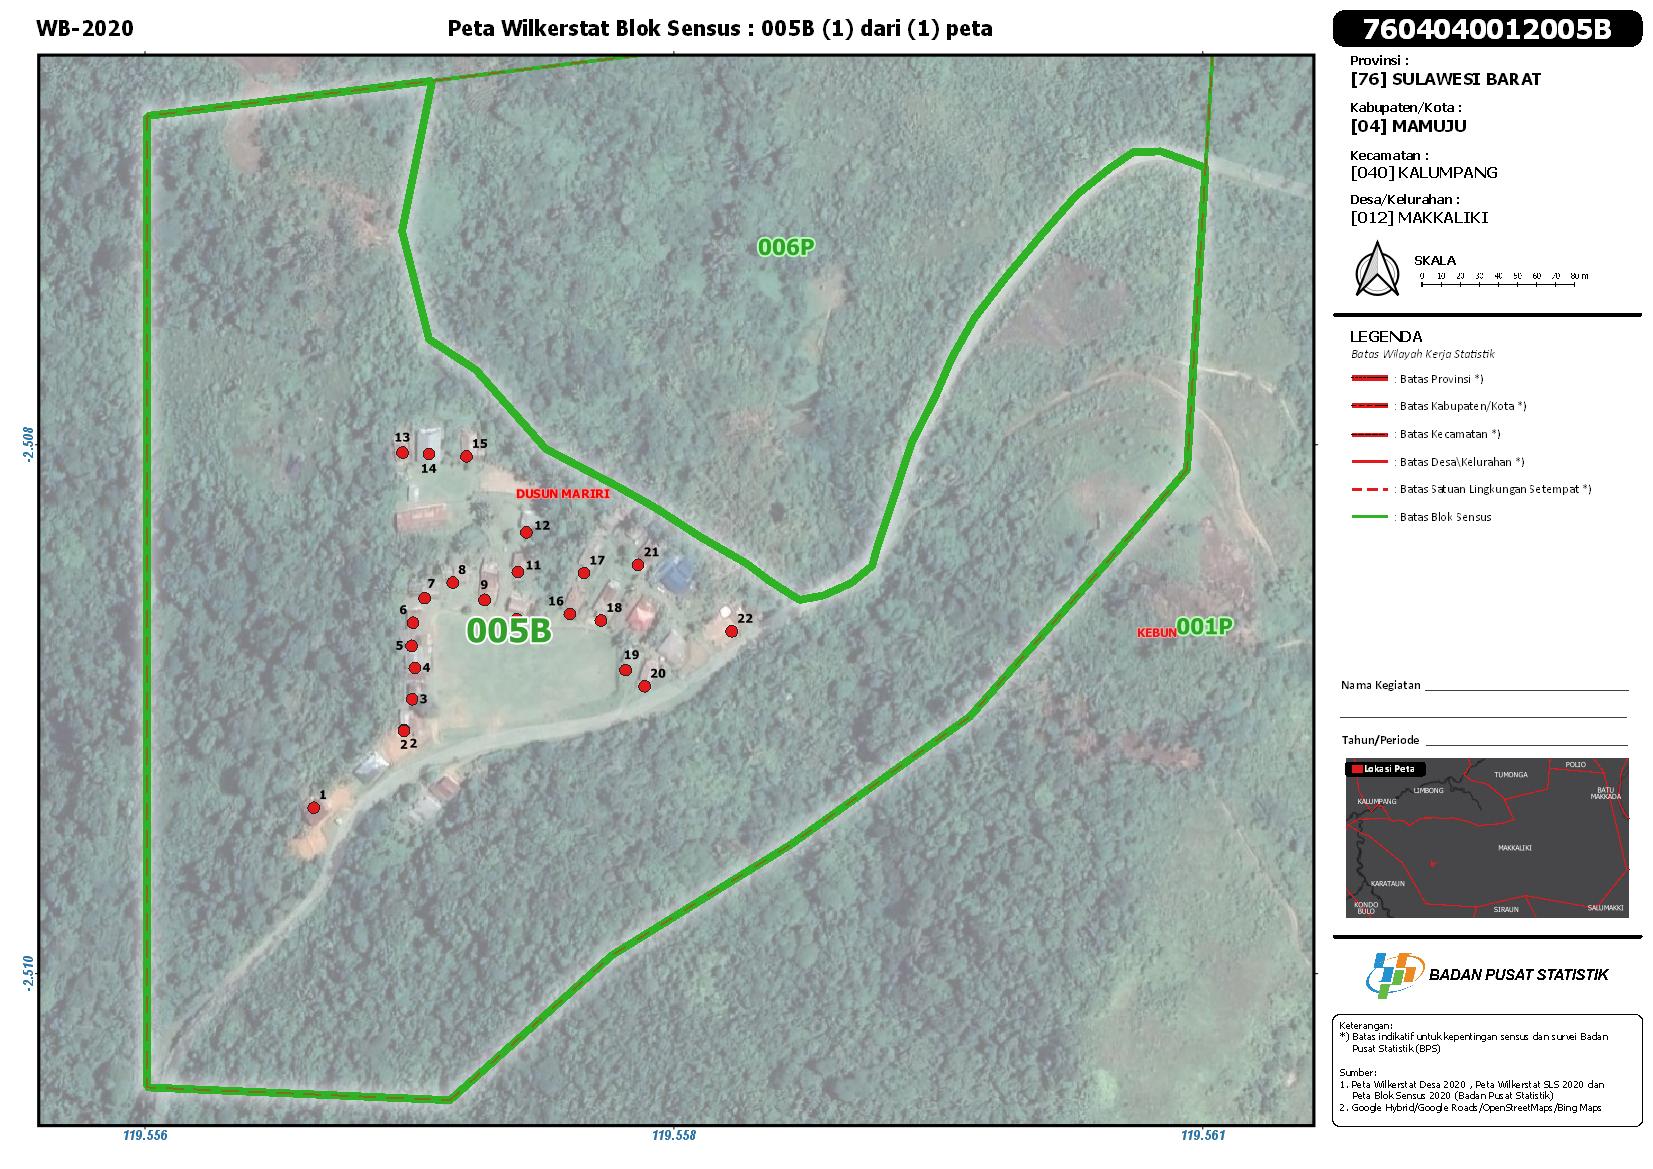 WB-2020
Peta Wilkerstat Blok Sensus : 005B (1) dari (1) peta
7604040012005B
Provinsi :
[76] SULAWESI BARAT
Kabupaten/Kota :
[04] MAMUJU
Kecamatan :
[040] KALUMPANG
Desa/Kelurahan :
[012] MAKKALIKI
SKALA
0 10 20 30 40 50 60 70 80 m
LEGENDA
Batas Wilayah Kerja Statistik
: Batas Provinsi *)
: Batas Kabupaten/Kota *)
: Batas Kecamatan *)
: Batas Desa\Kelurahan *)
: Batas Satuan Lingkungan Setempat *)
: Batas Blok Sensus
006P
-2.508
13
15
14
DUSUN MARIRI
12
21
17
11
8
7
9
6
16
18
22
005B
KEBUN
001P
5
19
4
20
3
2 2
1
-2.510
119.556
119.558
119.561
Nama Kegiatan
Tahun/Periode
Lokasi Peta
POLIO
TUMONGA
LIMBONG
BATU
MAKKADA
KALUMPANG
MAKKALIKI
KARATAUN
KONDO
BULO
SIRAUN
SALUMAKKI
BADAN PUSAT STATISTIK
Keterangan:
*) Batas indikatif untuk kepentingan sensus dan survei Badan
Pusat Statistik (BPS)
Sumber:
1. Peta Wilkerstat Desa 2020 , Peta Wilkerstat SLS 2020 dan
Peta Blok Sensus 2020 (Badan Pusat Statistik)
2. Google Hybrid/Google Roads/OpenStreetMaps/Bing Maps